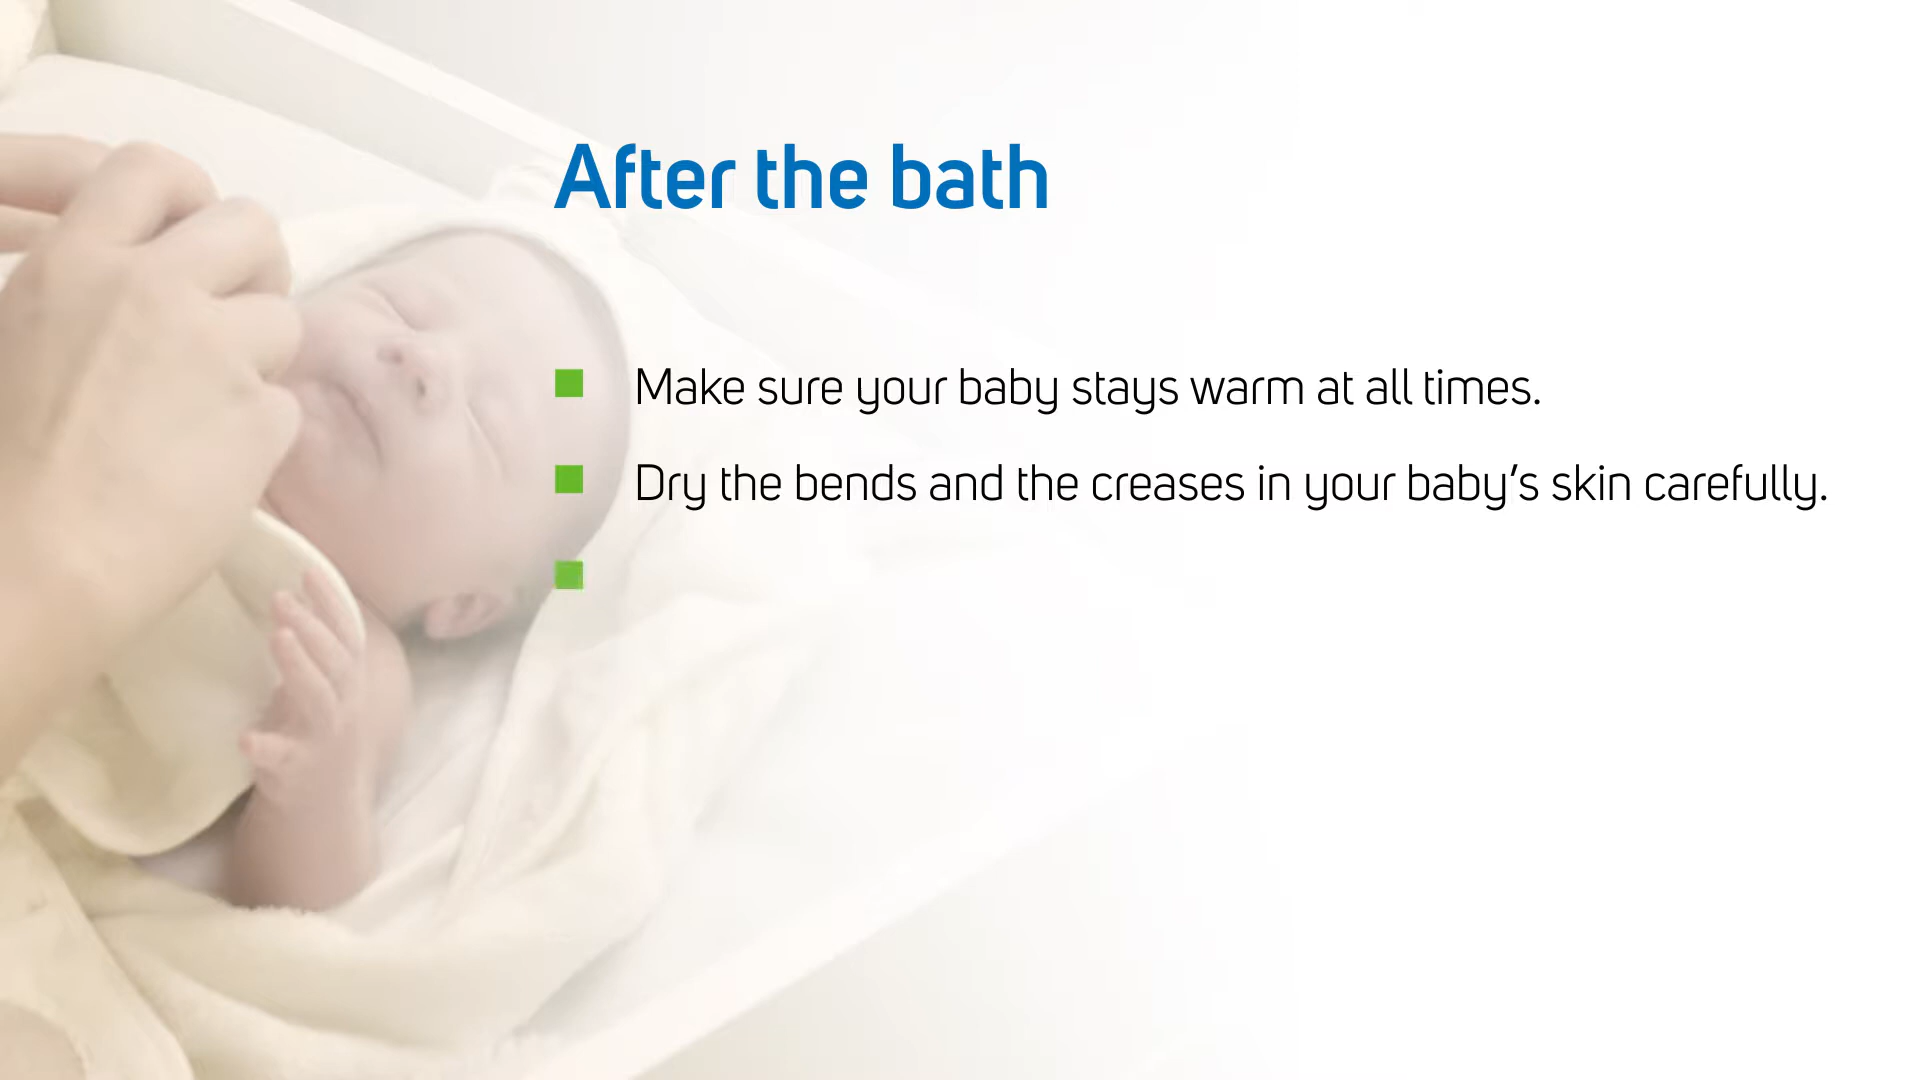 After the bath
Make sure your baby stays warm at all times.
Dry the bends and the creases in your baby's skin carefully.